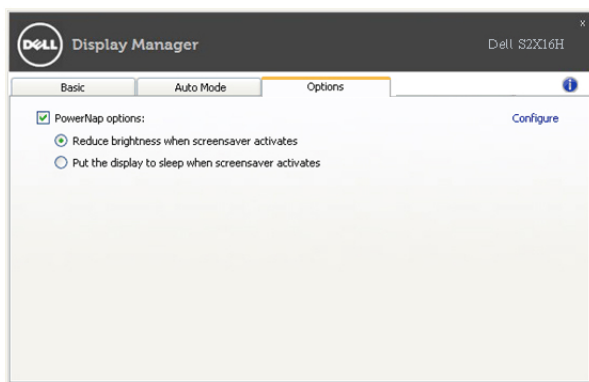 x
DELL Display Manager Dell S2X16H
Basic Auto Mode Options i
PowerNap options: Configure
Reduce brightness when screensaver activates
Put the display to sleep when screensaver activates